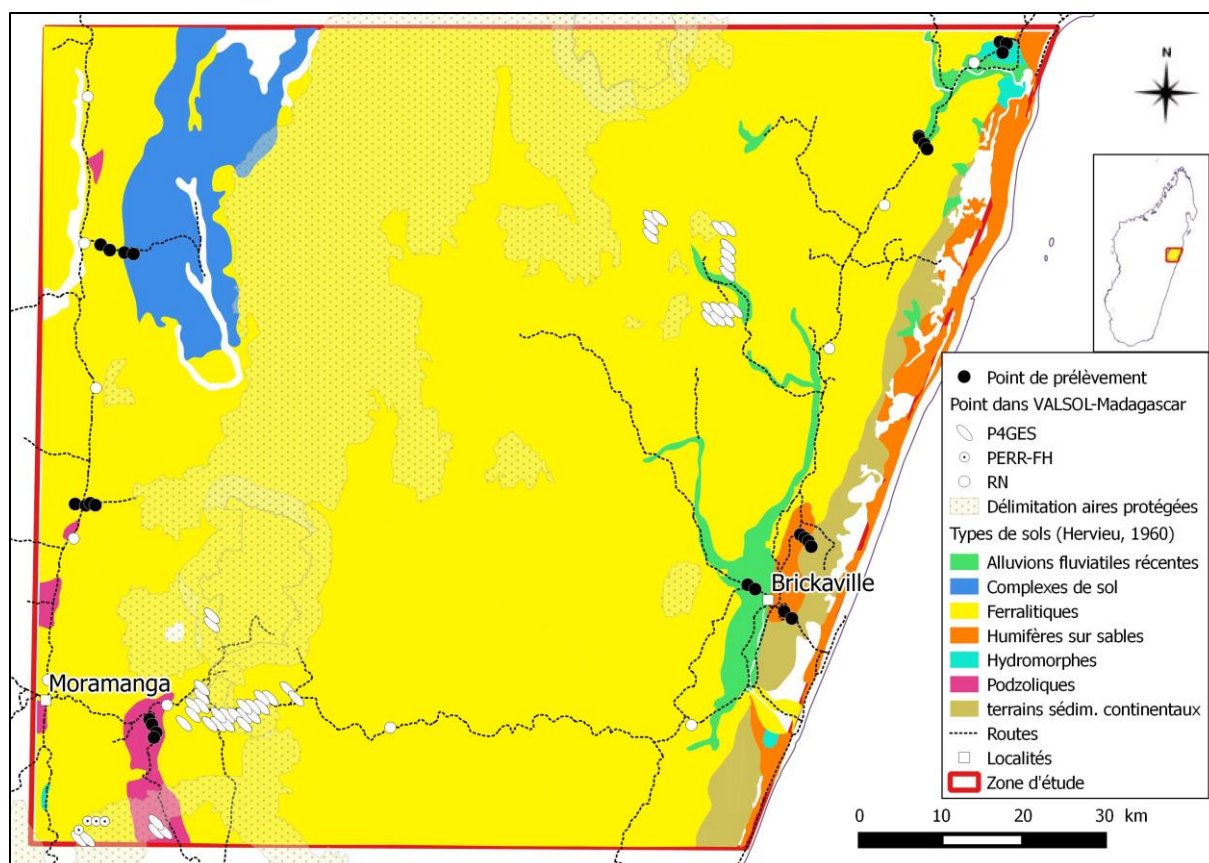 N
Point de prélèvement
Point dans VALSOL-Madagascar
P4GES
PERR-FH
RN
Délimitation aires protégées
Types de sols (Hervieu, 1960)
Alluvions fluviatiles récentes
Complexes de sol
Ferralitiques
Humifères sur sables
Hydromorphes
Podzoliques
terrains sédim. continentaux
Routes
Localités
Zone d'étude
Brickaville
Moramanga
0 10 20 30 km